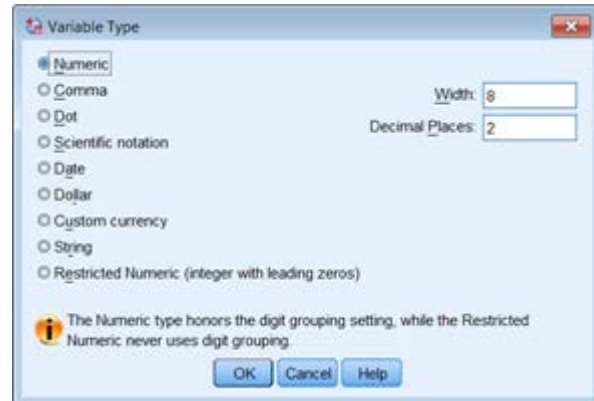 Variable Type
Numeric
Comma
Dot
Scientific notation
Date
Dollar
Custom currency
String
Restricted Numeric (integer with leading zeros)
Width: 8
Decimal Places: 2
The Numeric type honors the digit grouping setting, while the Restricted
Numeric never uses digit grouping.
OK Cancel Help